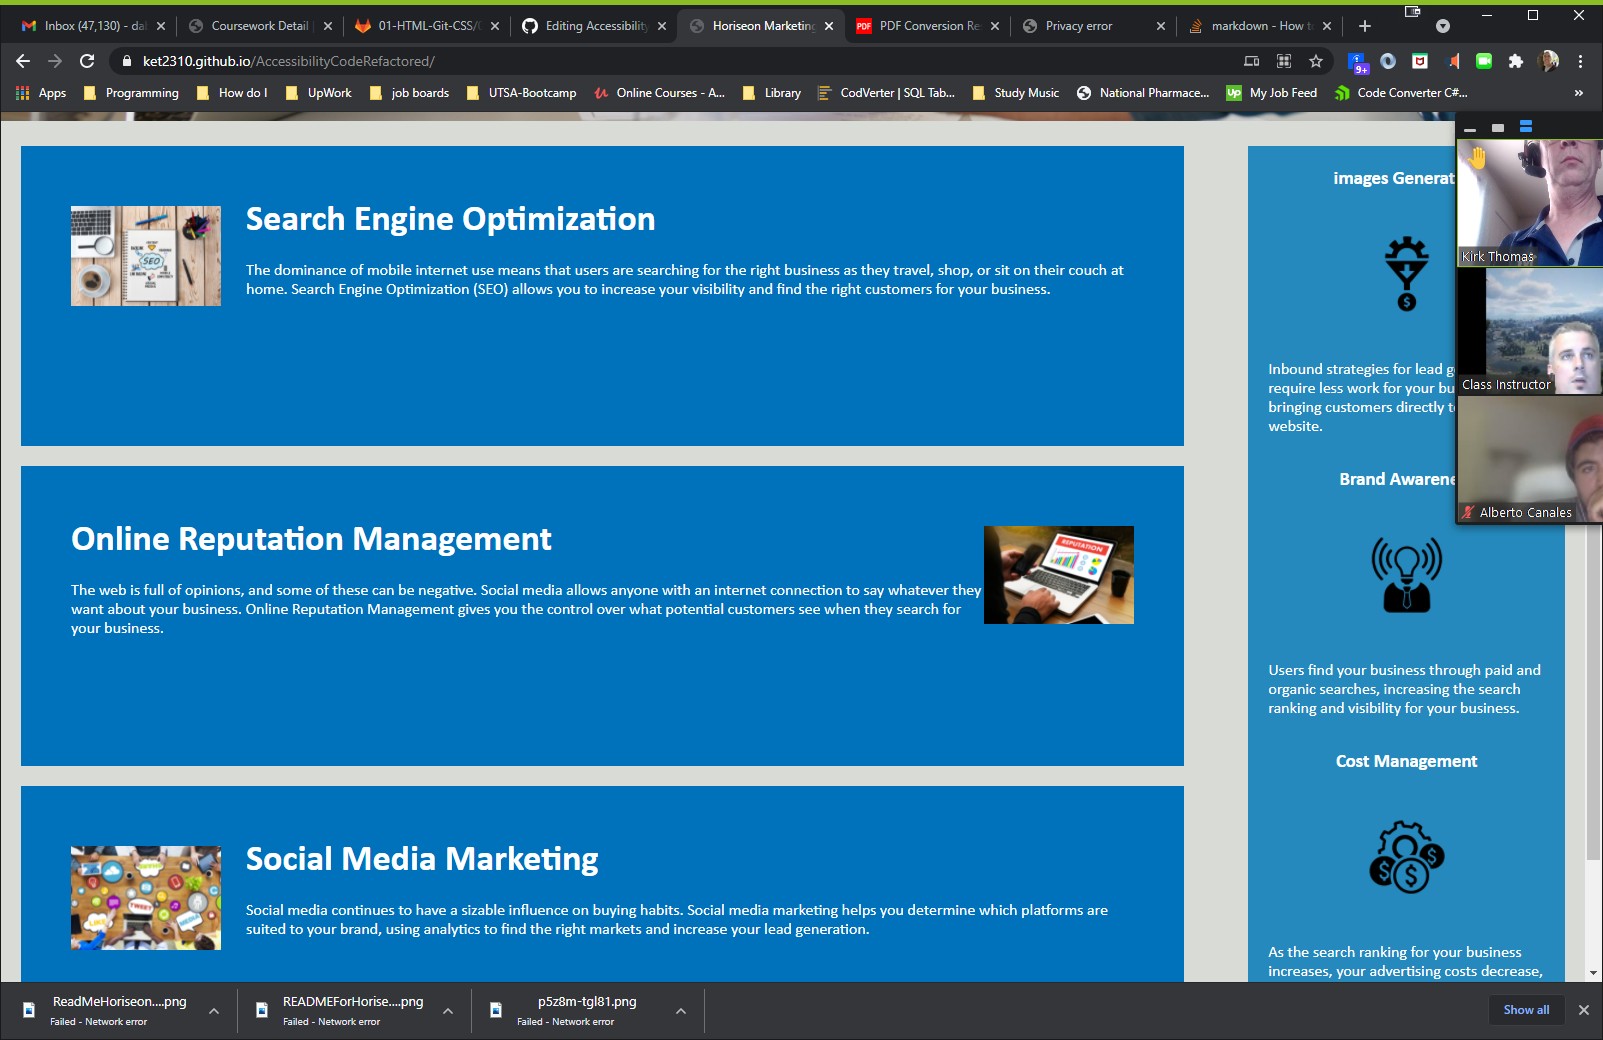 Inbox (47,130) - dal
Coursework Detail
01-HTML-Git-CSS/
Editing Accessibility
Horiseon Marketing
PDF Conversion Re
Privacy error
markdown - How t
ket2310.github.io/AccessibilityCodeRefactored/
9+
Apps
Programming
How do I
UpWork
job boards
UTSA-Bootcamp
Online Courses - A...
Library
CodVerter | SQL Tab...
Study Music
National Pharmace...
My Job Feed
Code Converter C#...
»
Search Engine Optimization
The dominance of mobile internet use means that users are searching for the right business as they travel, shop, or sit on their couch at
home. Search Engine Optimization (SEO) allows you to increase your visibility and find the right customers for your business.
SEO
Online Reputation Management
The web is full of opinions, and some of these can be negative. Social media allows anyone with an internet connection to say whatever they
want about your business. Online Reputation Management gives you the control over what potential customers see when they search for
your business.
REPUTATION
Social Media Marketing
Social media continues to have a sizable influence on buying habits. Social media marketing helps you determine which platforms are
suited to your brand, using analytics to find the right markets and increase your lead generation.
TWEET
LIKE
images Generat
Inbound strategies for lead g
require less work for your bu
bringing customers directly t
website.
Brand Awarene
Users find your business through paid and
organic searches, increasing the search
ranking and visibility for your business.
Cost Management
As the search ranking for your business
increases, your advertising costs decrease,
Kirk Thomas
Class Instructor
Alberto Canales
ReadMeHoriseon....png
Failed - Network error
READMEForHorise....png
Failed - Network error
p5z8m-tgl81.png
Failed - Network error
Show all